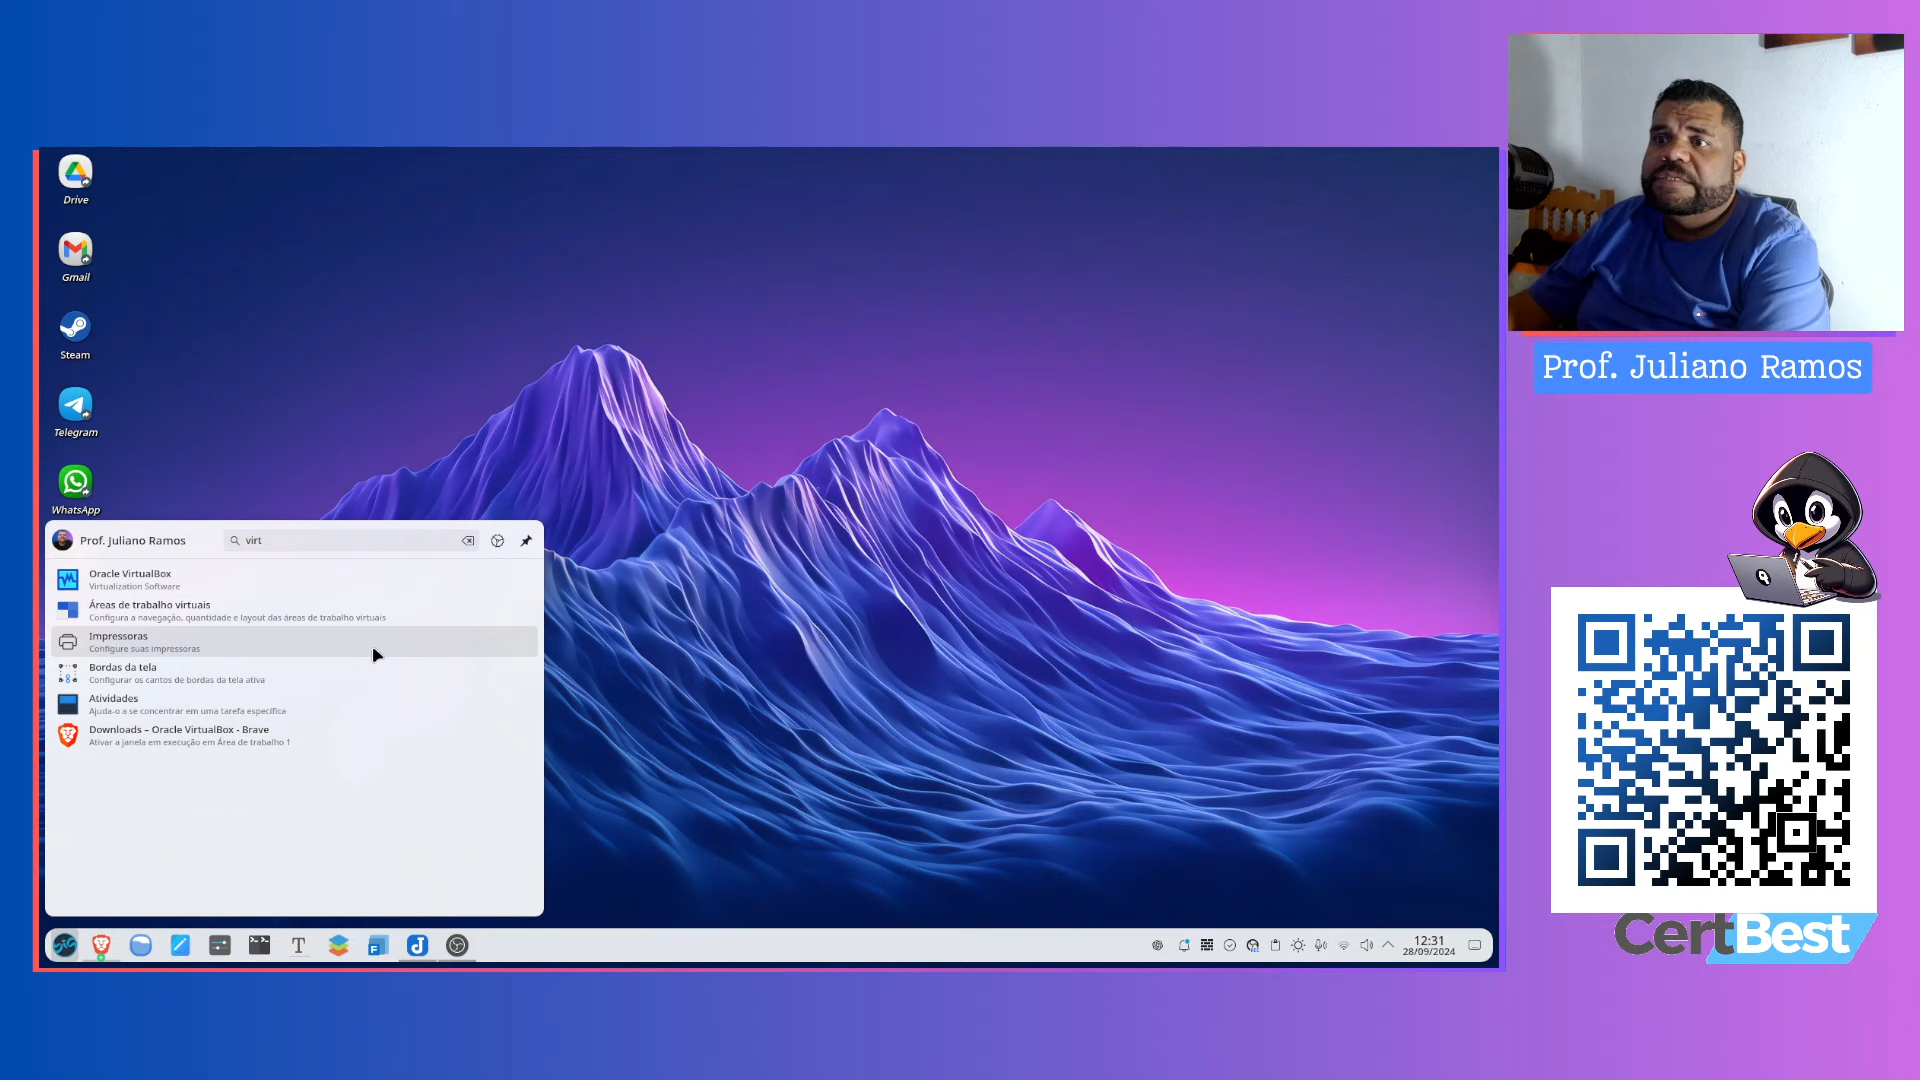 Drive
Gmail
Steam
Telegram
WhatsApp
Prof. Juliano Ramos
virt
Oracle VirtualBox
Virtualization Software
Áreas de trabalho virtuais
Configura a navegação, quantidade e layout das áreas de trabalho virtuais
Impressoras
Configure suas impressoras
Bordas da tela
Configurar os cantos de bordas da tela ativa
Atividades
Ajuda-o a se concentrar em uma tarefa específica
Downloads – Oracle VirtualBox - Brave
Ativar a janela em execução em Área de trabalho 1
12:31
28/09/2024
Prof. Juliano Ramos
CertBest